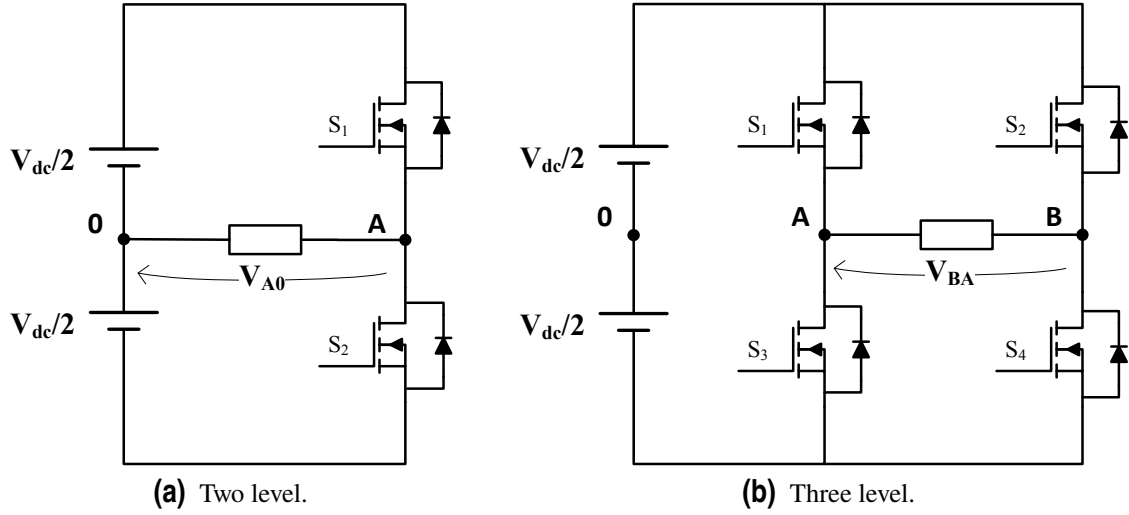 S1
Vdc/2
0
A
VA0
Vdc/2
S2
(a) Two level.
S1
S2
Vdc/2
0
A
B
VBA
Vdc/2
S3
S4
(b) Three level.